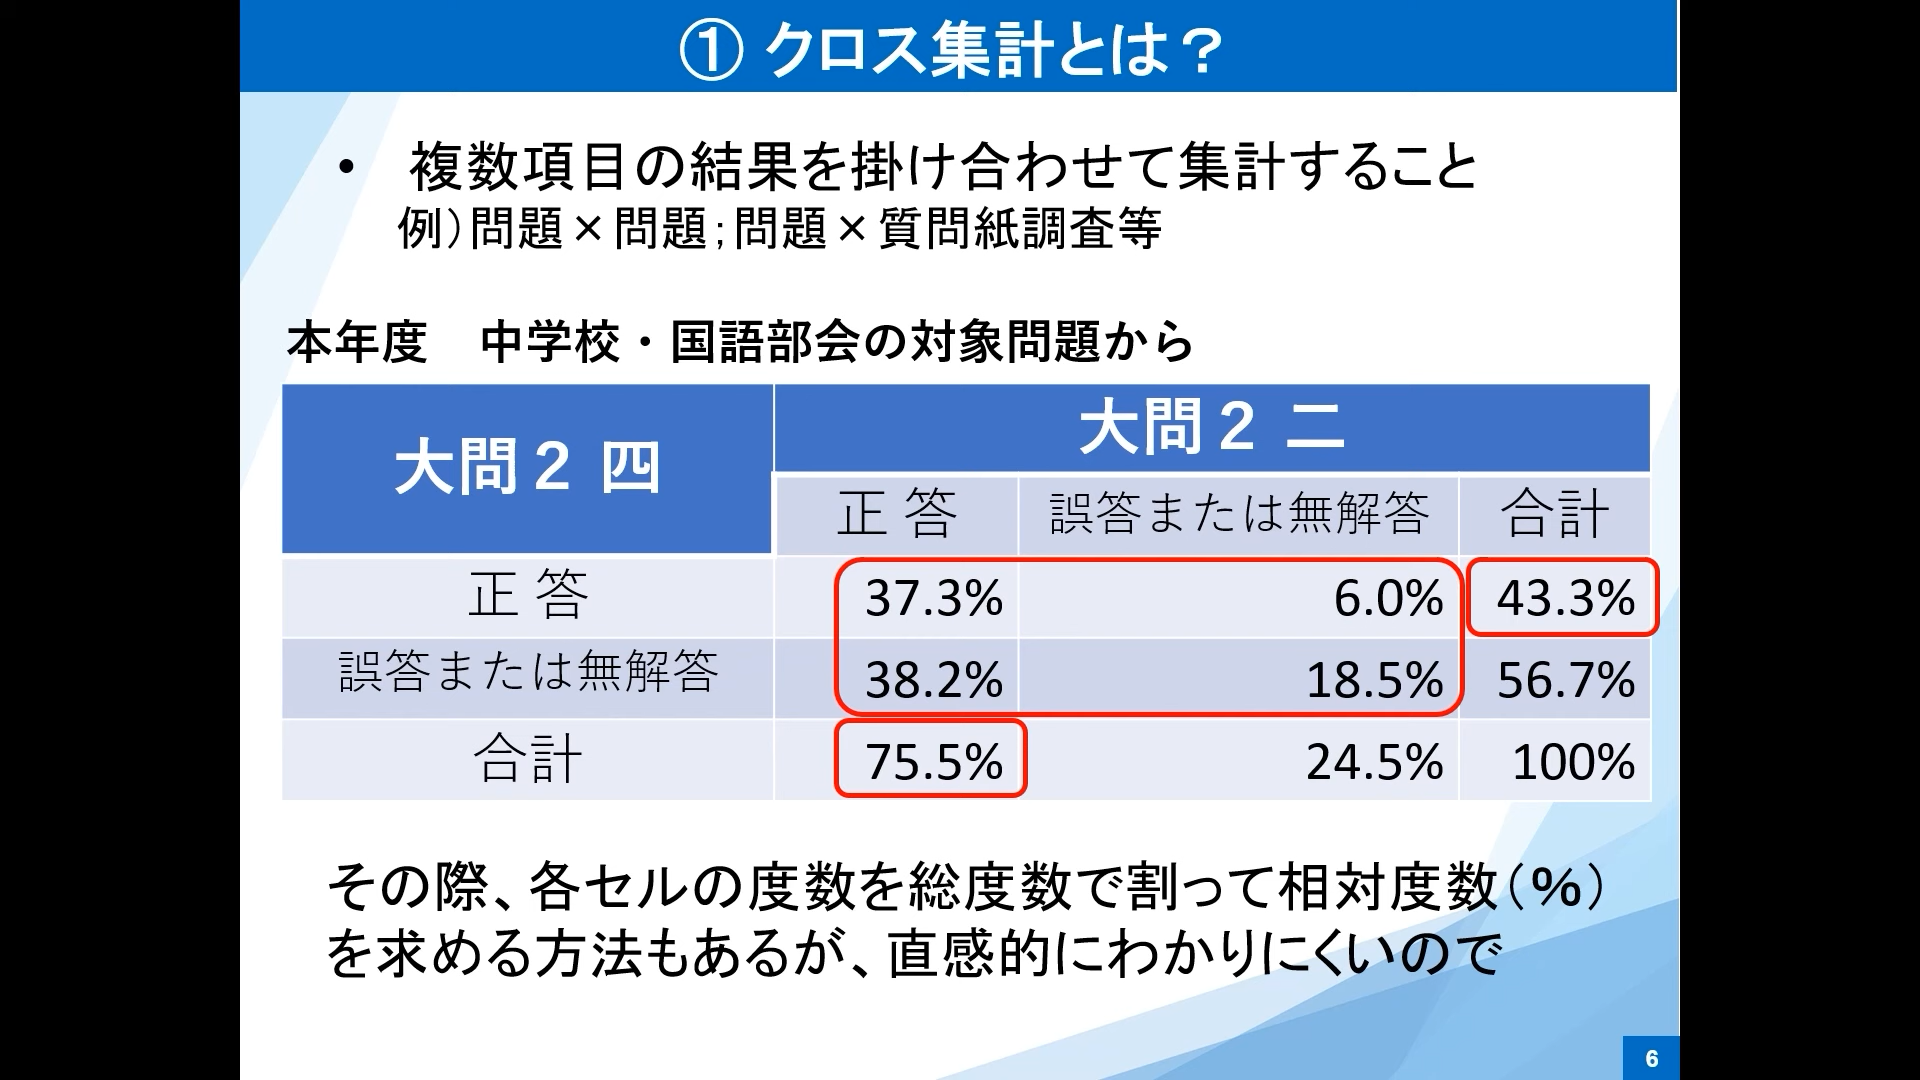 ① クロス集計とは？
• 複数項目の結果を掛け合わせて集計すること
例）問題×問題；問題×質問紙調査等
本年度　中学校・国語部会の対象問題から
大問２ 四
大問２ 二
正 答　誤答または無解答　合計
正 答　37.3%　6.0%　43.3%
誤答または無解答　38.2%　18.5%　56.7%
合計　75.5%　24.5%　100%
その際、各セルの度数を総度数で割って相対度数（％）
を求める方法もあるが、直感的にわかりにくいので
6